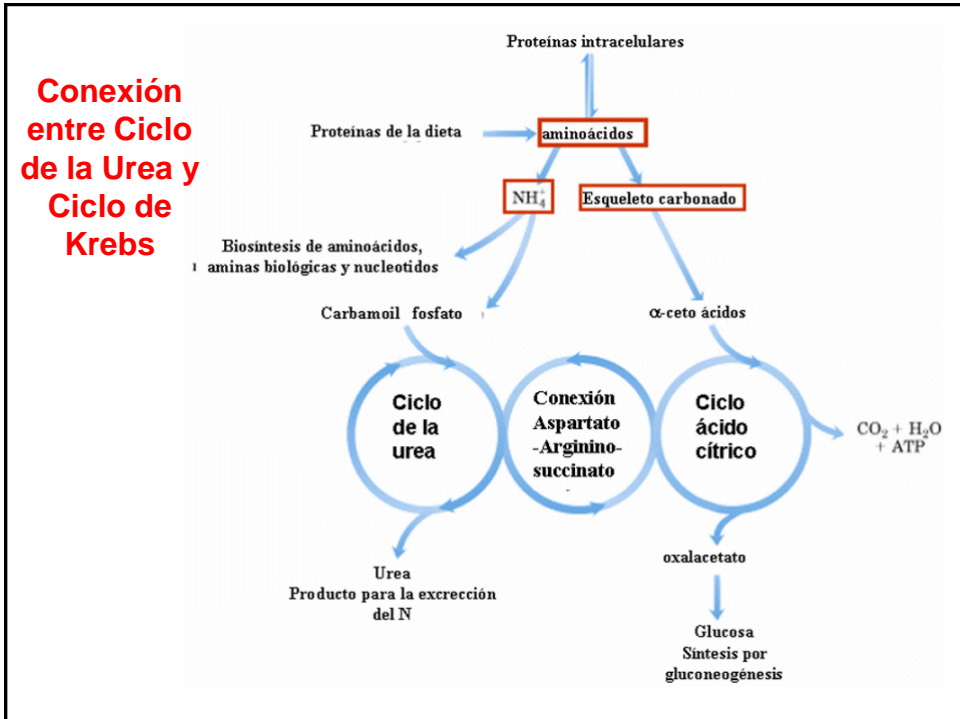 Conexión
entre Ciclo
de la Urea y
Ciclo de
Krebs
Proteínas intracelulares
Proteínas de la dieta
aminoácidos
NH₄⁺
Esqueleto carbonado
Biosíntesis de aminoácidos,
aminas biológicas y nucleotidos
Carbamoil fosfato
α-ceto ácidos
Ciclo
de la
urea
Conexión
Aspartato
-Arginino-
succinato
Ciclo
ácido
cítrico
CO₂ + H₂O
+ ATP
Urea
Producto para la excrección
del N
oxalacetato
Glucosa
Síntesis por
gluconeogénesis